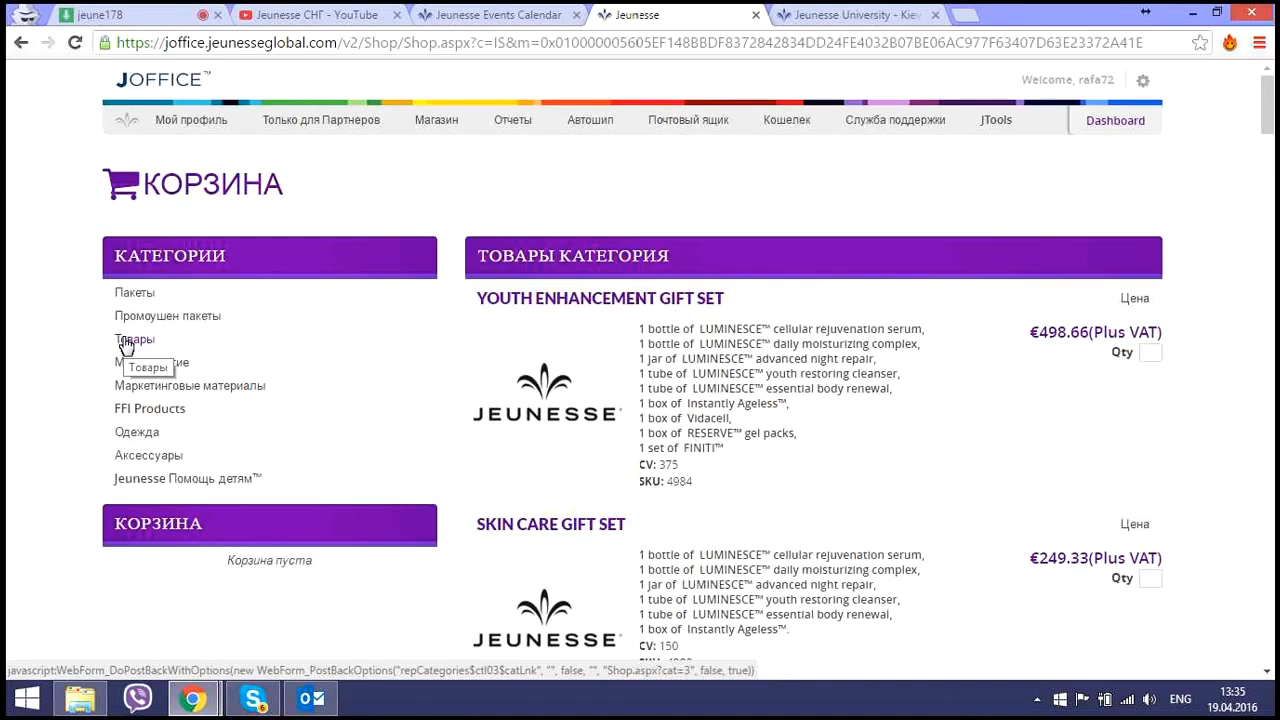 jeune178
Jeunesse СНГ - YouTube
Jeunesse Events Calendar
Jeunesse
Jeunesse University - Kiev
https://joffice.jeunesseglobal.com/v2/Shop/Shop.aspx?c=IS&m=0x010000005605EF148BBDF8372842834DD24FE4032B07BE06AC977F63407D63E23372A41E
JOFFICE™
Welcome, rafa72
Мой профиль
Только для Партнеров
Магазин
Отчеты
Автошип
Почтовый ящик
Кошелек
Служба поддержки
JTools
Dashboard
КОРЗИНА
КАТЕГОРИИ
Пакеты
Промоушен пакеты
Товары
Товары
Маркетинговые материалы
FFI Products
Одежда
Аксессуары
Jeunesse Помощь детям™
КОРЗИНА
Корзина пуста
ТОВАРЫ КАТЕГОРИЯ
YOUTH ENHANCEMENT GIFT SET
Цена
JEUNESSE
1 bottle of LUMINESCE™ cellular rejuvenation serum,
1 bottle of LUMINESCE™ daily moisturizing complex,
1 jar of LUMINESCE™ advanced night repair,
1 tube of LUMINESCE™ youth restoring cleanser,
1 tube of LUMINESCE™ essential body renewal,
1 box of Instantly Ageless™,
1 box of Vidacell,
1 box of RESERVE™ gel packs,
1 set of FINITI™
CV: 375
SKU: 4984
€498.66(Plus VAT)
Qty
SKIN CARE GIFT SET
Цена
JEUNESSE
1 bottle of LUMINESCE™ cellular rejuvenation serum,
1 bottle of LUMINESCE™ daily moisturizing complex,
1 jar of LUMINESCE™ advanced night repair,
1 tube of LUMINESCE™ youth restoring cleanser,
1 tube of LUMINESCE™ essential body renewal,
1 box of Instantly Ageless™.
CV: 150
€249.33(Plus VAT)
Qty
javascript:WebForm_DoPostBackWithOptions(new WebForm_PostBackOptions("repCategories$ctl03$catLnk", "", false, "", "Shop.aspx?cat=3", false, true))
6
ENG
13:35
19.04.2016